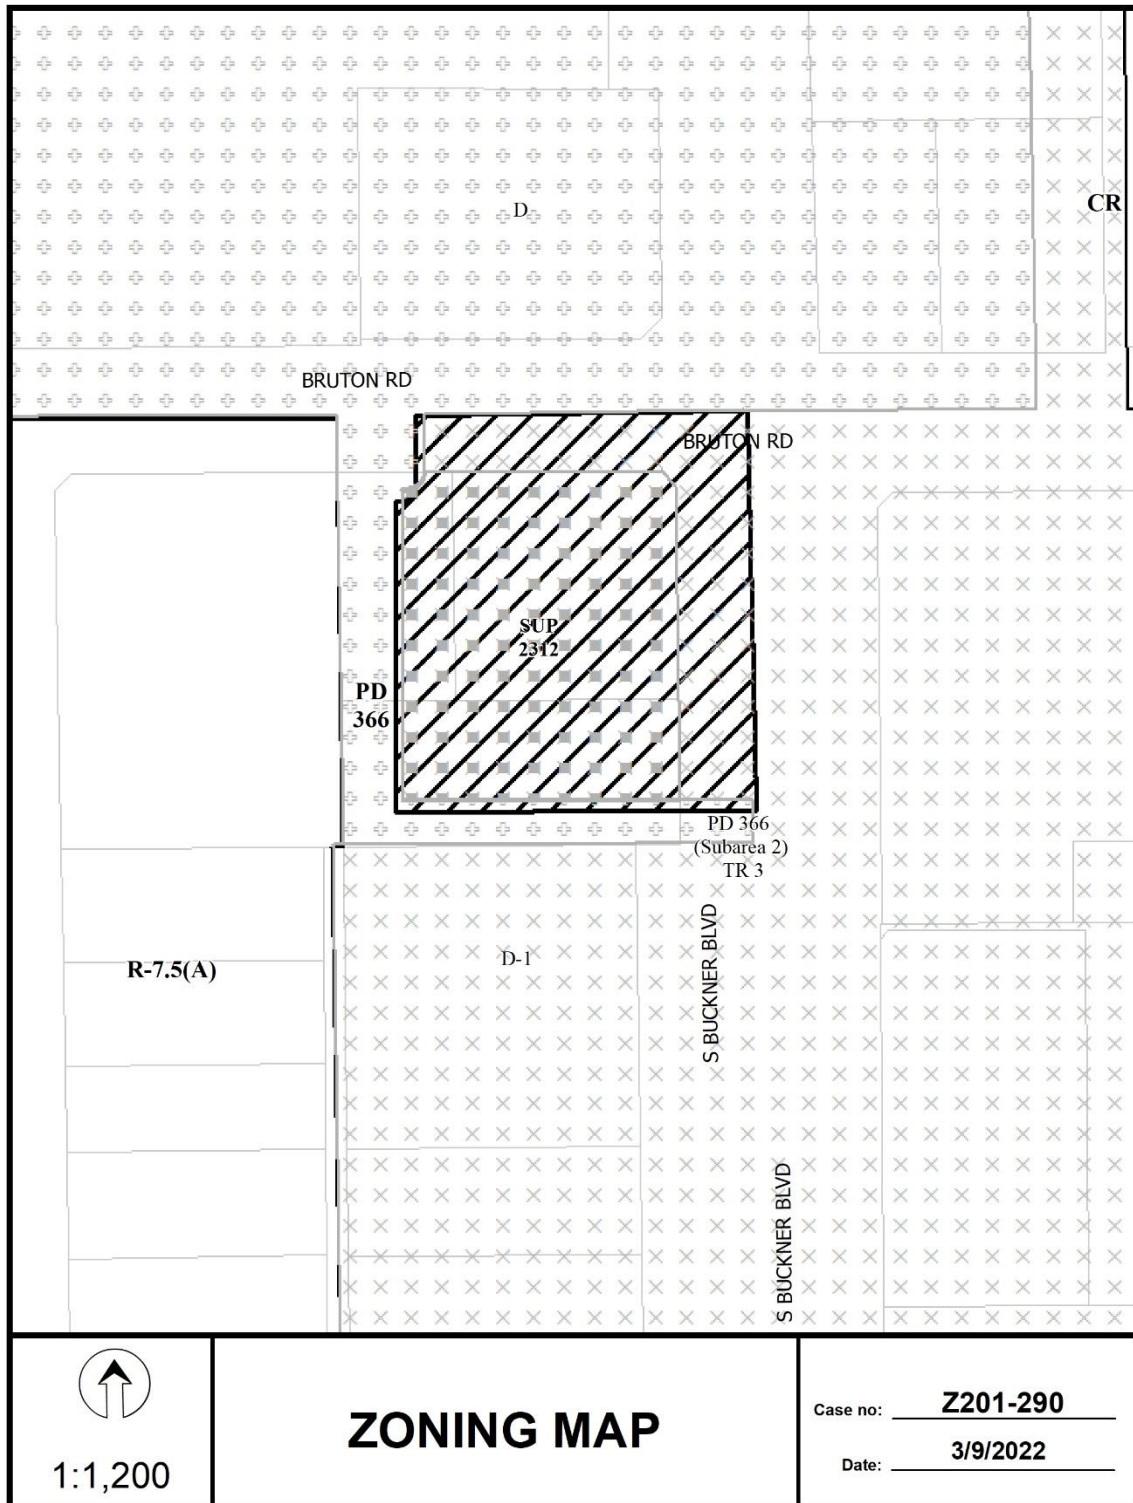 D
CR
BRUTON RD
BRUTON RD
SUP
2312
PD
366
PD 366
(Subarea 2)
TR 3
R-7.5(A)
D-1
S BUCKNER BLVD
S BUCKNER BLVD
1:1,200
ZONING MAP
Case no: Z201-290
Date: 3/9/2022